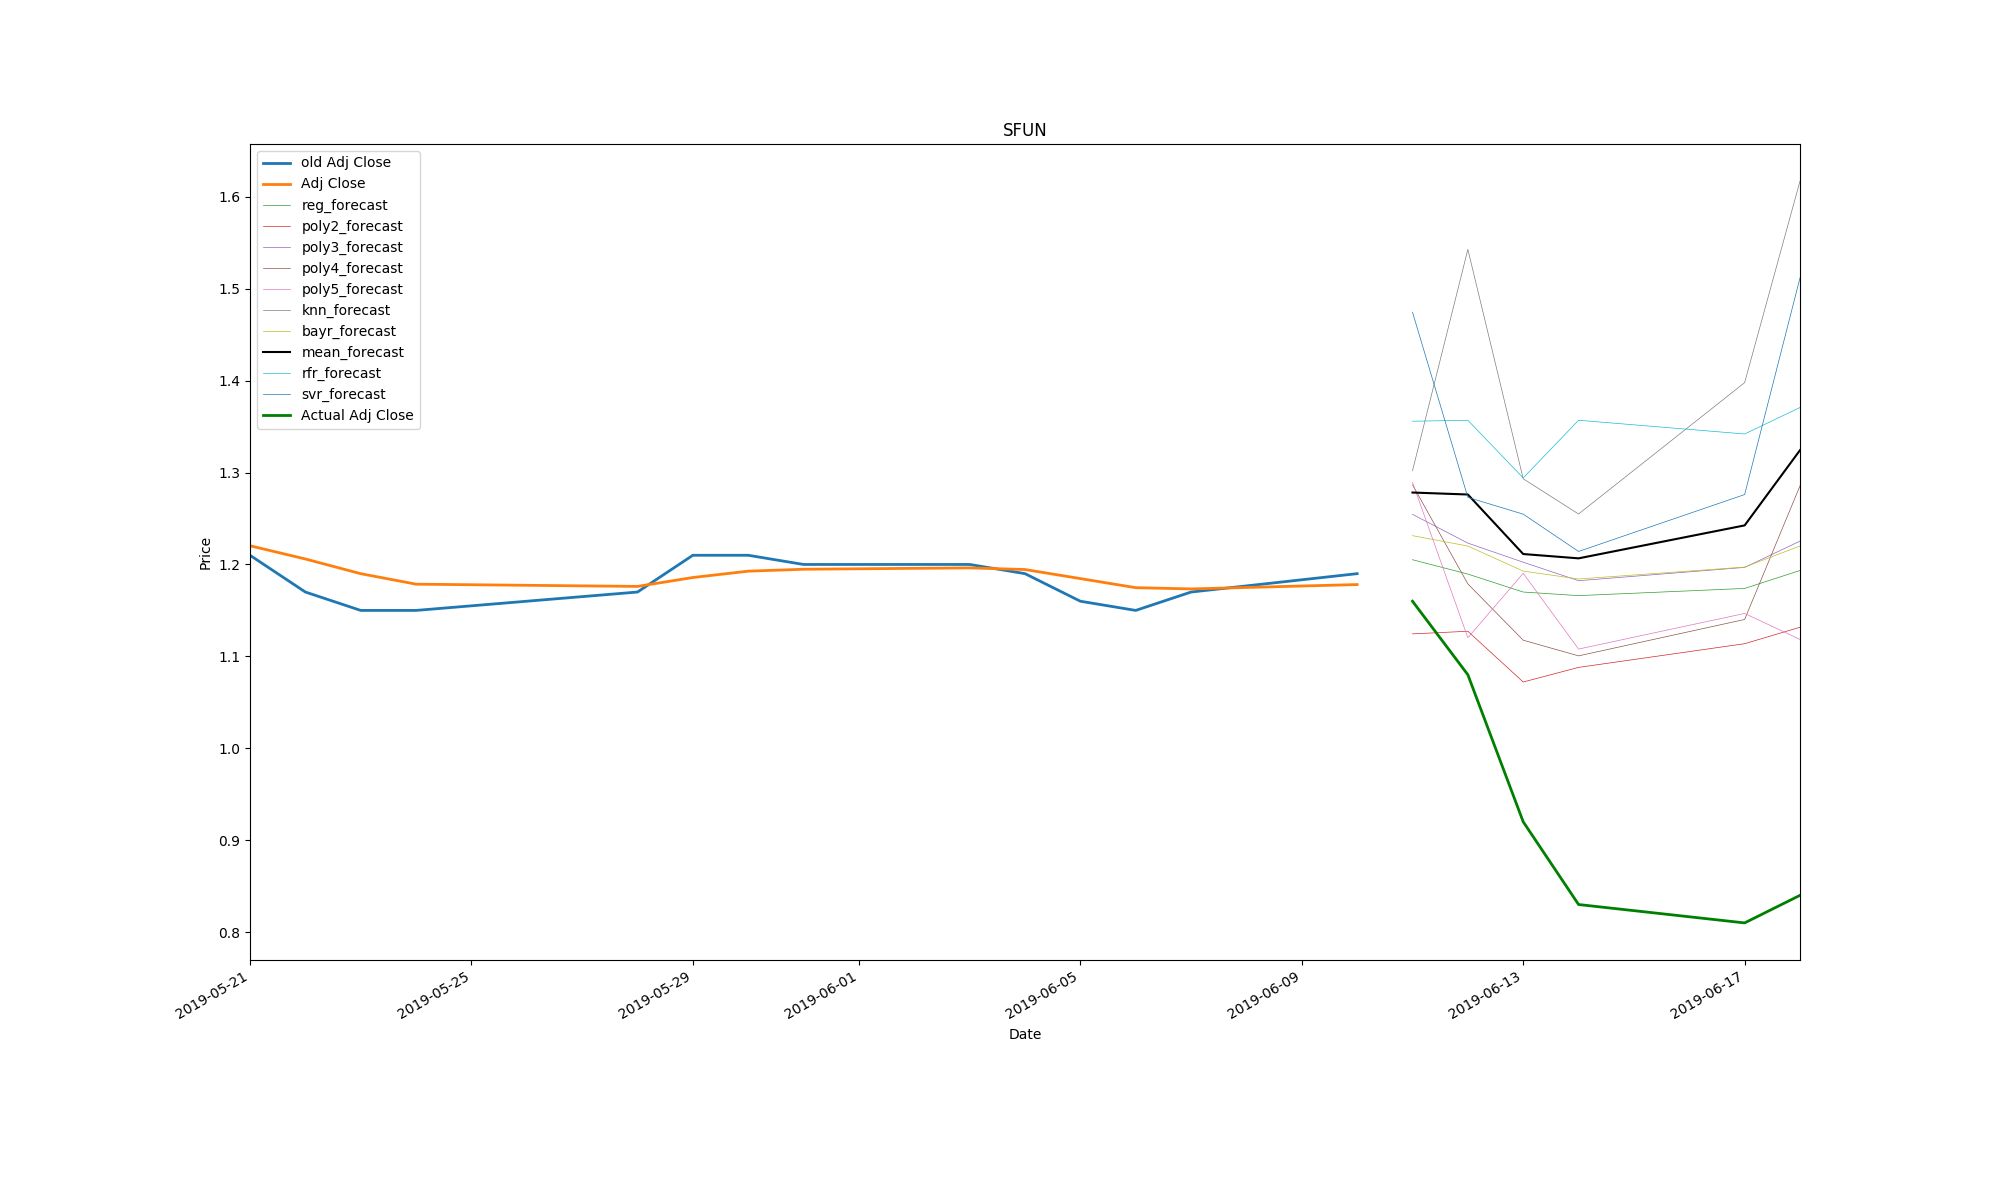 SFUN
old Adj Close
Adj Close
reg_forecast
poly2_forecast
poly3_forecast
poly4_forecast
poly5_forecast
knn_forecast
bayr_forecast
mean_forecast
rfr_forecast
svr_forecast
Actual Adj Close
1.6
1.5
1.4
1.3
1.2
1.1
1.0
0.9
0.8
Price
2019-05-21 2019-05-25 2019-05-29 2019-06-01 2019-06-05 2019-06-09 2019-06-13 2019-06-17
Date